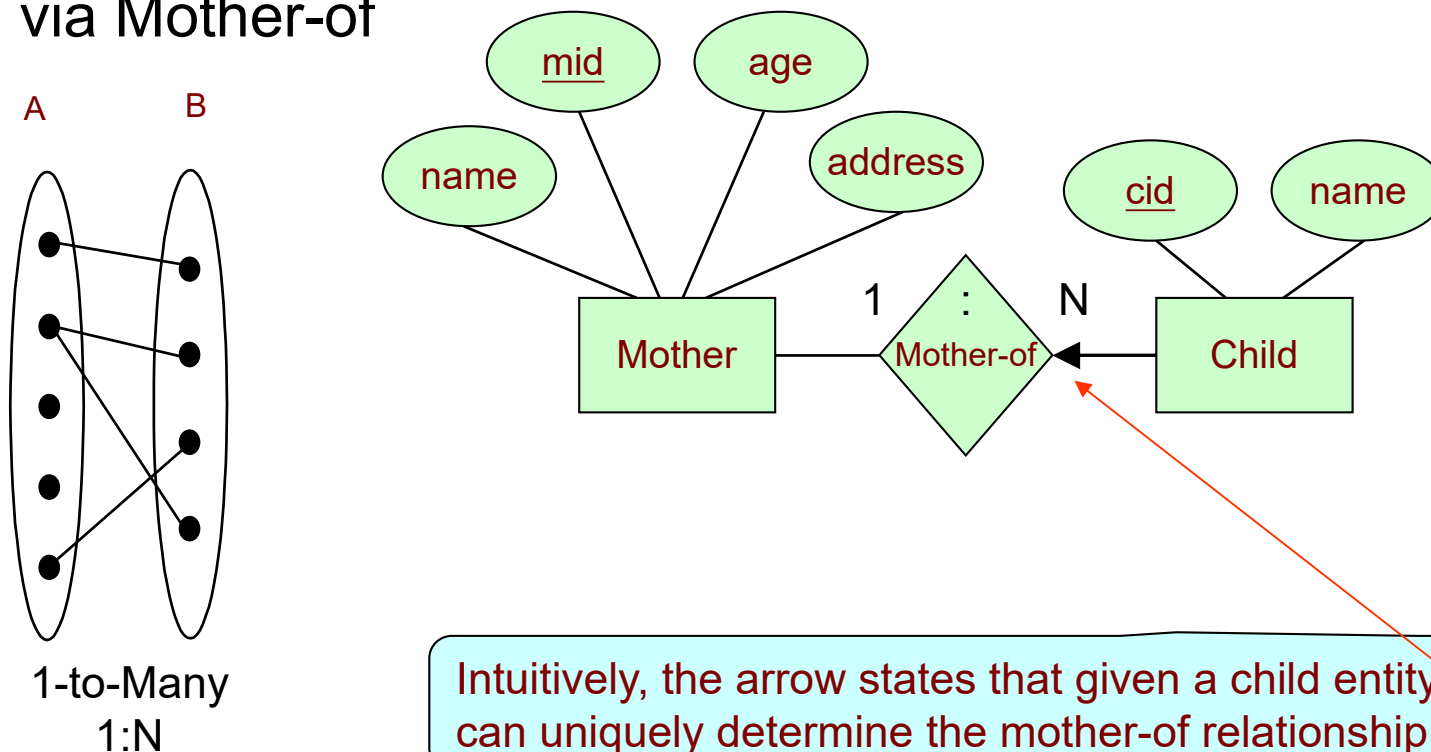 via Mother-of
A
B
mid
age
name
address
cid
name
1 : N
Mother
Mother-of
Child
1-to-Many
1:N
Intuitively, the arrow states that given a child entity
can uniquely determine the mother-of relationship